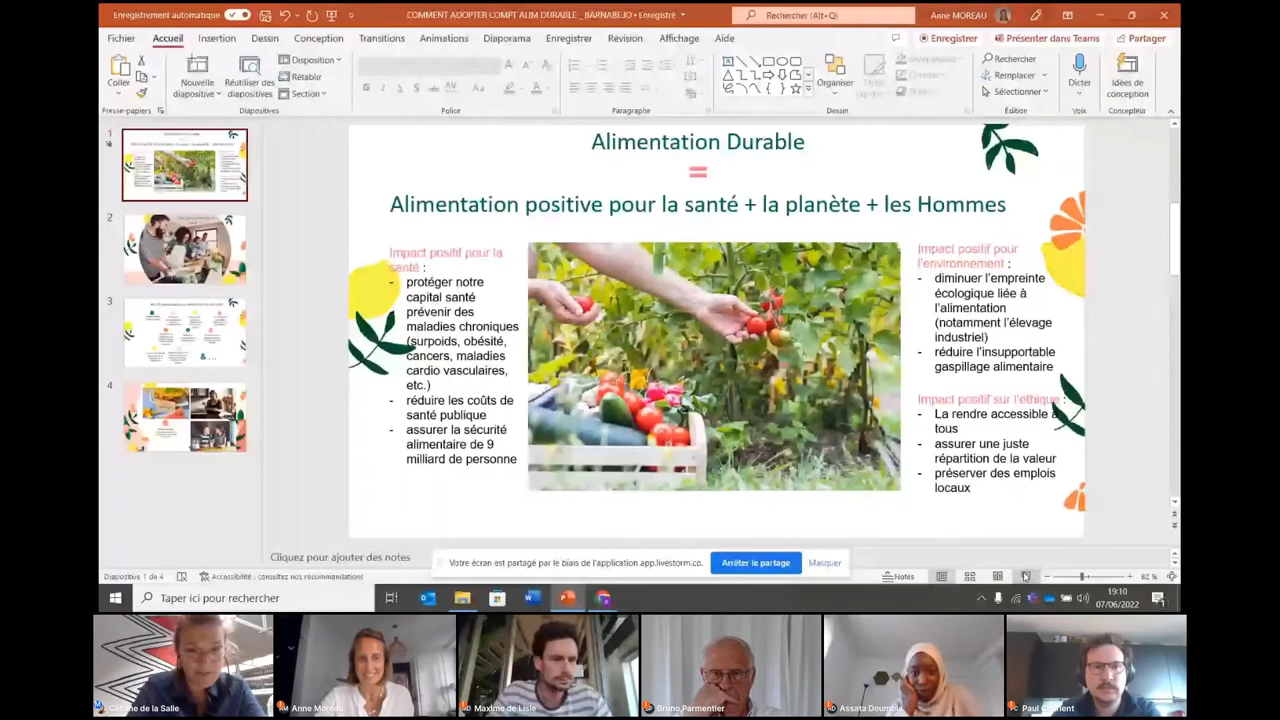 Enregistrement automatique
COMMENT ADOPTER COMPT ALIM DURABLE _ BARNABE.IO • Enregistré
Rechercher (Alt+Q)
Anne MOREAU
Fichier Accueil Insertion Dessin Conception Transitions Animations Diaporama Enregistrer Révision Affichage Aide
Enregistrer Présenter dans Teams Partager
Coller
Nouvelle diapositive
Réutiliser des diapositives
Disposition
Rétablir
Section
Organiser
Rechercher
Remplacer
Sélectionner
Dicter
Idées de conception
Presse-papiers Diapositives Police Paragraphe Dessin Édition Voix Concepteur
1
2
3
4
Alimentation Durable
=
Alimentation positive pour la santé + la planète + les Hommes
Impact positif pour la
santé :
- protéger notre
capital santé
prévenir des
maladies chroniques
(surpoids, obésité,
cancers, maladies
cardio vasculaires,
etc.)
- réduire les coûts de
santé publique
- assurer la sécurité
alimentaire de 9
milliard de personne
Impact positif pour
l'environnement :
- diminuer l'empreinte
écologique liée à
l'alimentation
(notamment l'élevage
industriel)
- réduire l'insupportable
gaspillage alimentaire
Impact positif sur l'éthique :
- La rendre accessible à
tous
- assurer une juste
répartition de la valeur
- préserver des emplois
locaux
Cliquez pour ajouter des notes
Votre écran est partagé par le biais de l'application app.livestorm.co.
Arrêter le partage
Masquer
Diapositive 1 de 4
Accessibilité : consultez nos recommandations
Notes
82 %
Taper ici pour rechercher
19:10
07/06/2022
Céline de la Salle
Anne Moreau
Maxime de Lisle
Bruno Parmentier
Assata Doumbia